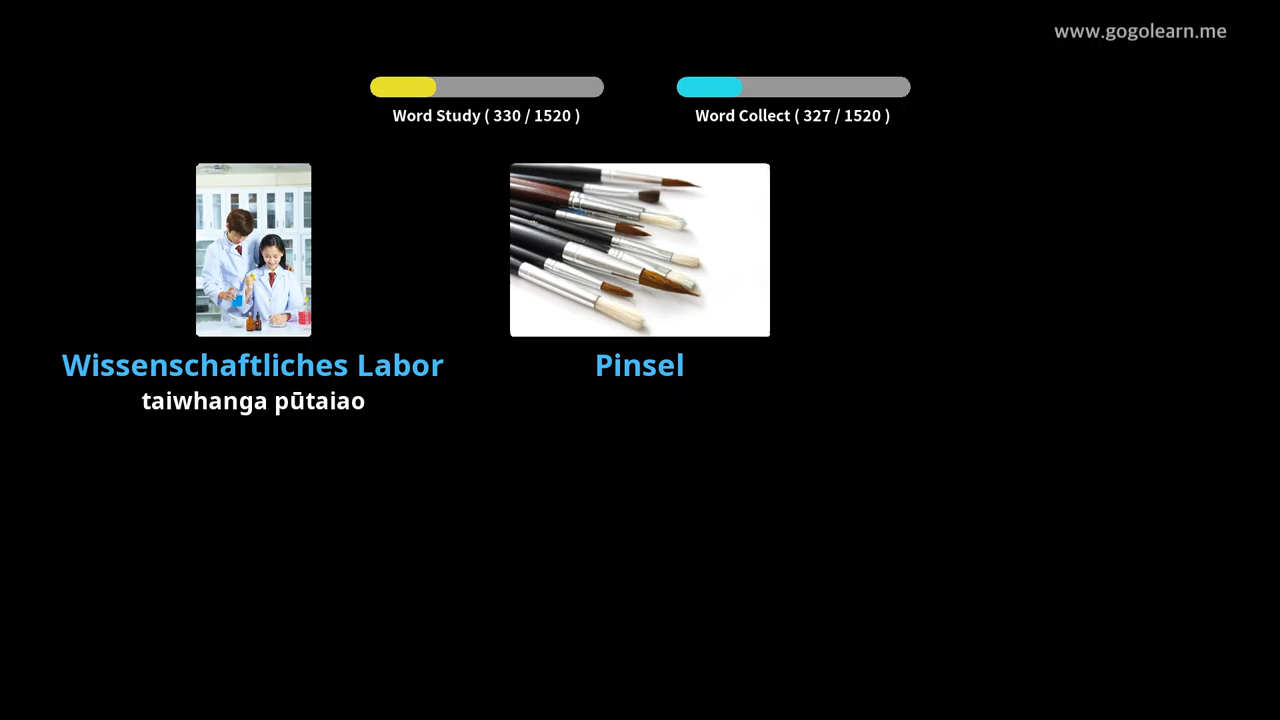 www.gogolearn.me
Word Study ( 330 / 1520 )
Word Collect ( 327 / 1520 )
Wissenschaftliches Labor
taiwhanga pūtaiao
Pinsel